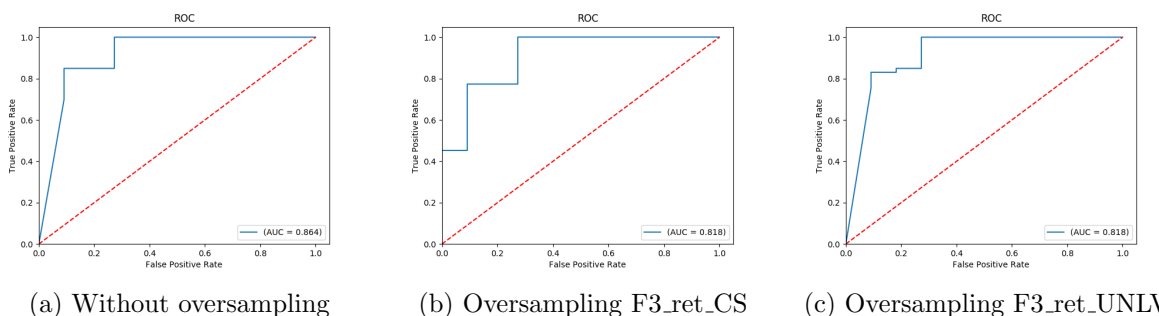 ROC
True Positive Rate
1.0
0.8
0.6
0.4
0.2
0.0
0.0 0.2 0.4 0.6 0.8 1.0
False Positive Rate
(AUC = 0.864)
(a) Without oversampling
ROC
True Positive Rate
1.0
0.8
0.6
0.4
0.2
0.0
0.0 0.2 0.4 0.6 0.8 1.0
False Positive Rate
(AUC = 0.818)
(b) Oversampling F3_ret_CS
ROC
True Positive Rate
1.0
0.8
0.6
0.4
0.2
0.0
0.0 0.2 0.4 0.6 0.8 1.0
False Positive Rate
(AUC = 0.818)
(c) Oversampling F3_ret_UNLV